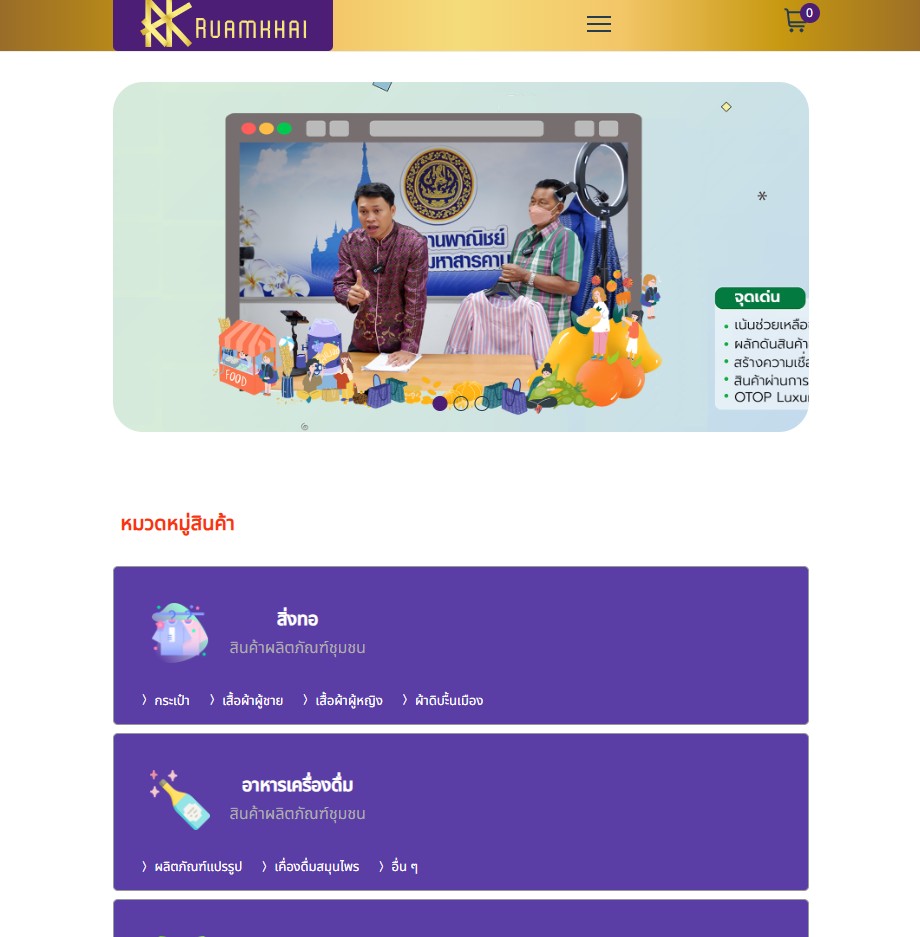 RUAMKHAI
0
านพาณิชย์
มหาสารคาม
FOOD
จุดเด่น
เน้นช่วยเหลือ
ผลักดันสินค้า
สร้างความเชื่อ
สินค้าผ่านการ
OTOP Luxu
หมวดหมู่สินค้า
สิ่งทอ
สินค้าผลิตภัณฑ์ชุมชน
กระเป๋า
เสื้อผ้าผู้ชาย
เสื้อผ้าผู้หญิง
ผ้าดิบะื้นเมือง
อาหารเครื่องดื่ม
สินค้าผลิตภัณฑ์ชุมชน
ผลิตภัณฑ์แปรรูป
เคื่องดื่มสมุนไพร
อื่น ๆ